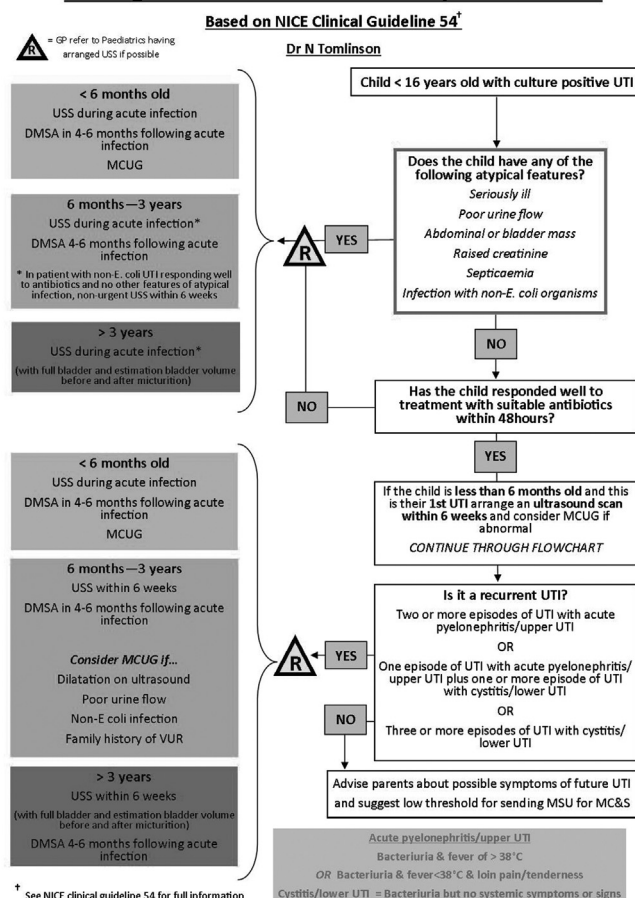 Based on NICE Clinical Guideline 54†
Dr N Tomlinson
R
= GP refer to Paediatrics having
arranged USS if possible
< 6 months old
USS during acute infection
DMSA in 4-6 months following acute
infection
MCUG
6 months—3 years
USS during acute infection*
DMSA 4-6 months following acute
infection
* In patient with non-E. coli UTI responding well
to antibiotics and no other features of atypical
infection, non-urgent USS within 6 weeks
> 3 years
USS during acute infection*
(with full bladder and estimation bladder volume
before and after micturition)
R
YES
NO
Child < 16 years old with culture positive UTI
Does the child have any of the
following atypical features?
Seriously ill
Poor urine flow
Abdominal or bladder mass
Raised creatinine
Septicaemia
Infection with non-E. coli organisms
NO
Has the child responded well to
treatment with suitable antibiotics
within 48hours?
YES
If the child is less than 6 months old and this
is their 1st UTI arrange an ultrasound scan
within 6 weeks and consider MCUG if
abnormal
CONTINUE THROUGH FLOWCHART
Is it a recurrent UTI?
Two or more episodes of UTI with acute
pyelonephritis/upper UTI
OR
One episode of UTI with acute pyelonephritis/
upper UTI plus one or more episode of UTI
with cystitis/lower UTI
OR
Three or more episodes of UTI with cystitis/
lower UTI
YES
R
NO
< 6 months old
USS during acute infection
DMSA in 4-6 months following acute
infection
MCUG
6 months—3 years
USS within 6 weeks
DMSA in 4-6 months following acute
infection
Consider MCUG if...
Dilatation on ultrasound
Poor urine flow
Non-E coli infection
Family history of VUR
> 3 years
USS within 6 weeks
(with full bladder and estimation bladder volume
before and after micturition)
DMSA 4-6 months following acute
infection
Advise parents about possible symptoms of future UTI
and suggest low threshold for sending MSU for MC&S
Acute pyelonephritis/upper UTI
Bacteriuria & fever of > 38°C
OR Bacteriuria & fever<38°C & loin pain/tenderness
Cystitis/lower UTI = Bacteriuria but no systemic symptoms or signs
† See NICE clinical guideline 54 for full information